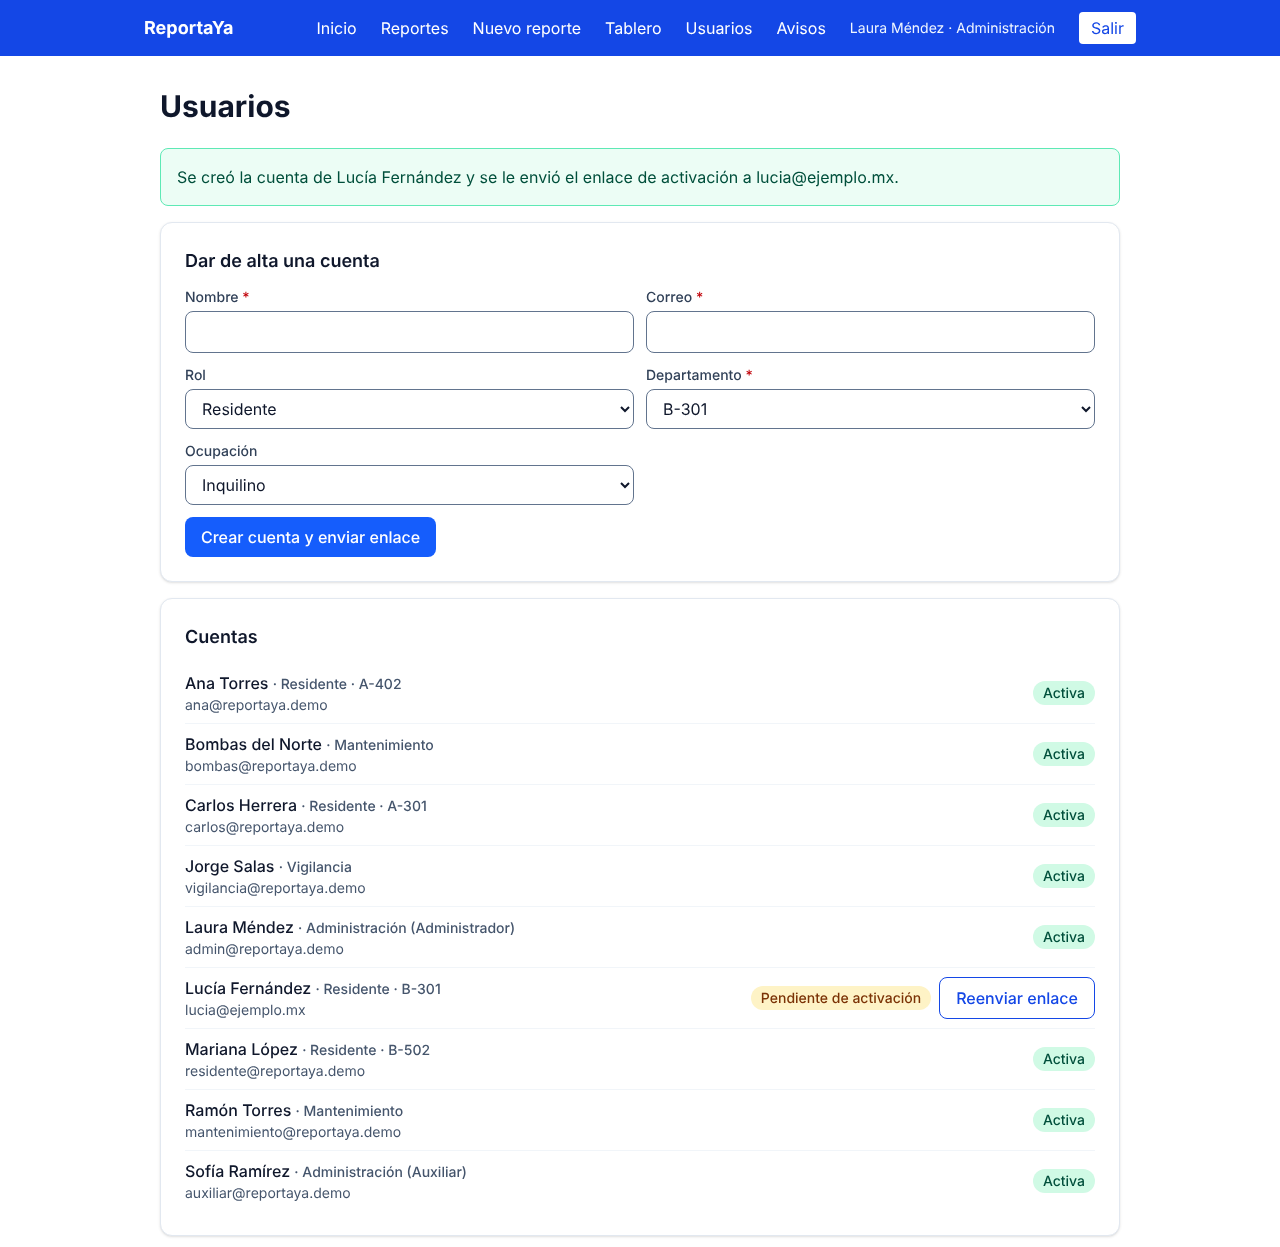 ReportaYa Inicio Reportes Nuevo reporte Tablero Usuarios Avisos Laura Méndez · Administración Salir
Usuarios
Se creó la cuenta de Lucía Fernández y se le envió el enlace de activación a lucia@ejemplo.mx.
Dar de alta una cuenta
Nombre * Correo *
Rol Departamento *
Residente B-301
Ocupación
Inquilino
Crear cuenta y enviar enlace
Cuentas
Ana Torres · Residente · A-402
ana@reportaya.demo
Activa
Bombas del Norte · Mantenimiento
bombas@reportaya.demo
Activa
Carlos Herrera · Residente · A-301
carlos@reportaya.demo
Activa
Jorge Salas · Vigilancia
vigilancia@reportaya.demo
Activa
Laura Méndez · Administración (Administrador)
admin@reportaya.demo
Activa
Lucía Fernández · Residente · B-301
lucia@ejemplo.mx
Pendiente de activación Reenviar enlace
Mariana López · Residente · B-502
residente@reportaya.demo
Activa
Ramón Torres · Mantenimiento
mantenimiento@reportaya.demo
Activa
Sofía Ramírez · Administración (Auxiliar)
auxiliar@reportaya.demo
Activa